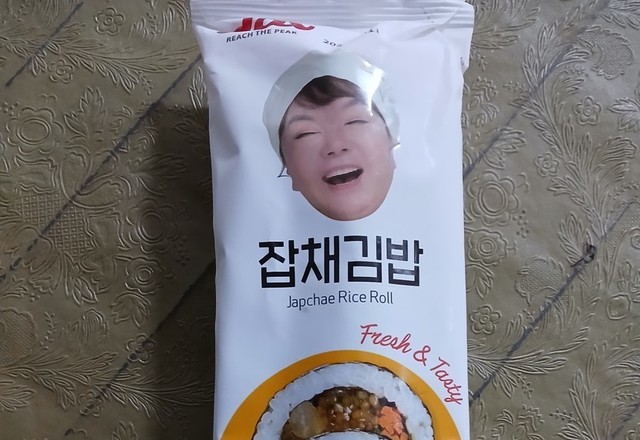 REACH THE PEAK
잡채김밥
Japchae Rice Roll
Fresh & Tasty